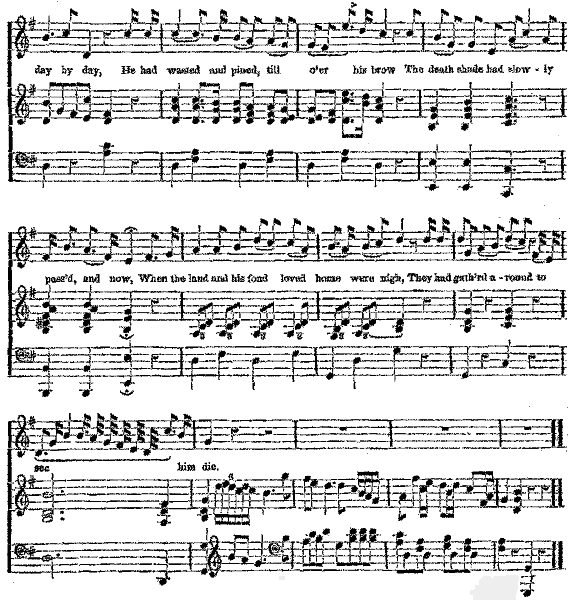 day by day, He had wasted and pined, till o'er his brow The death shade had slow-ly
pass'd, and now, When the land and his fond loved home were nigh, They had gath'rd a-round to
see him die.